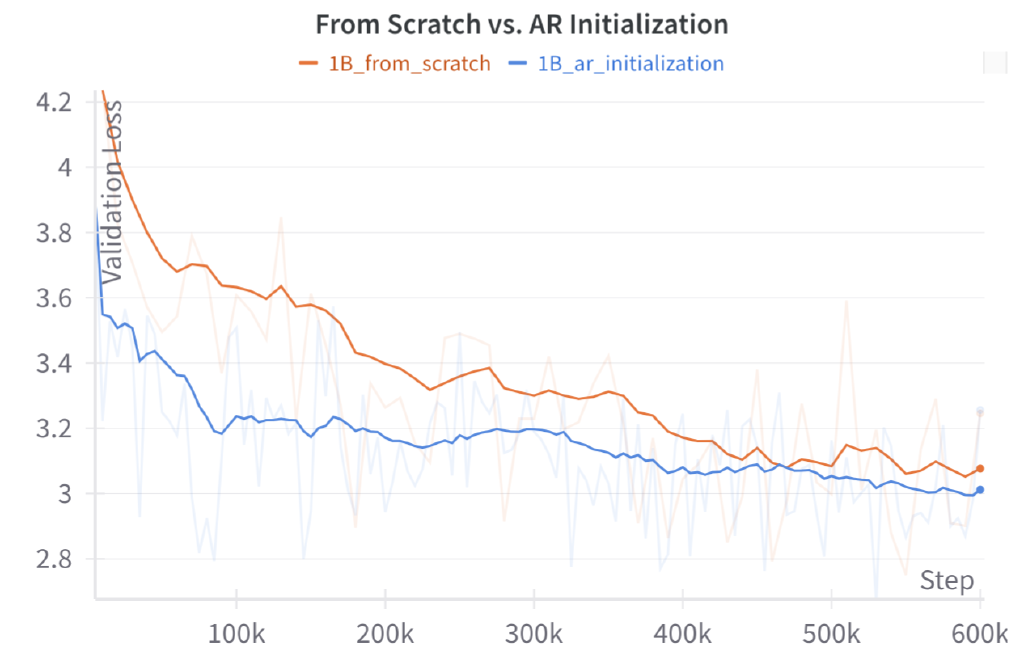 From Scratch vs. AR Initialization
1B_from_scratch 1B_ar_initialization
Validation Loss
4.2
4
3.8
3.6
3.4
3.2
3
2.8
Step
100k 200k 300k 400k 500k 600k